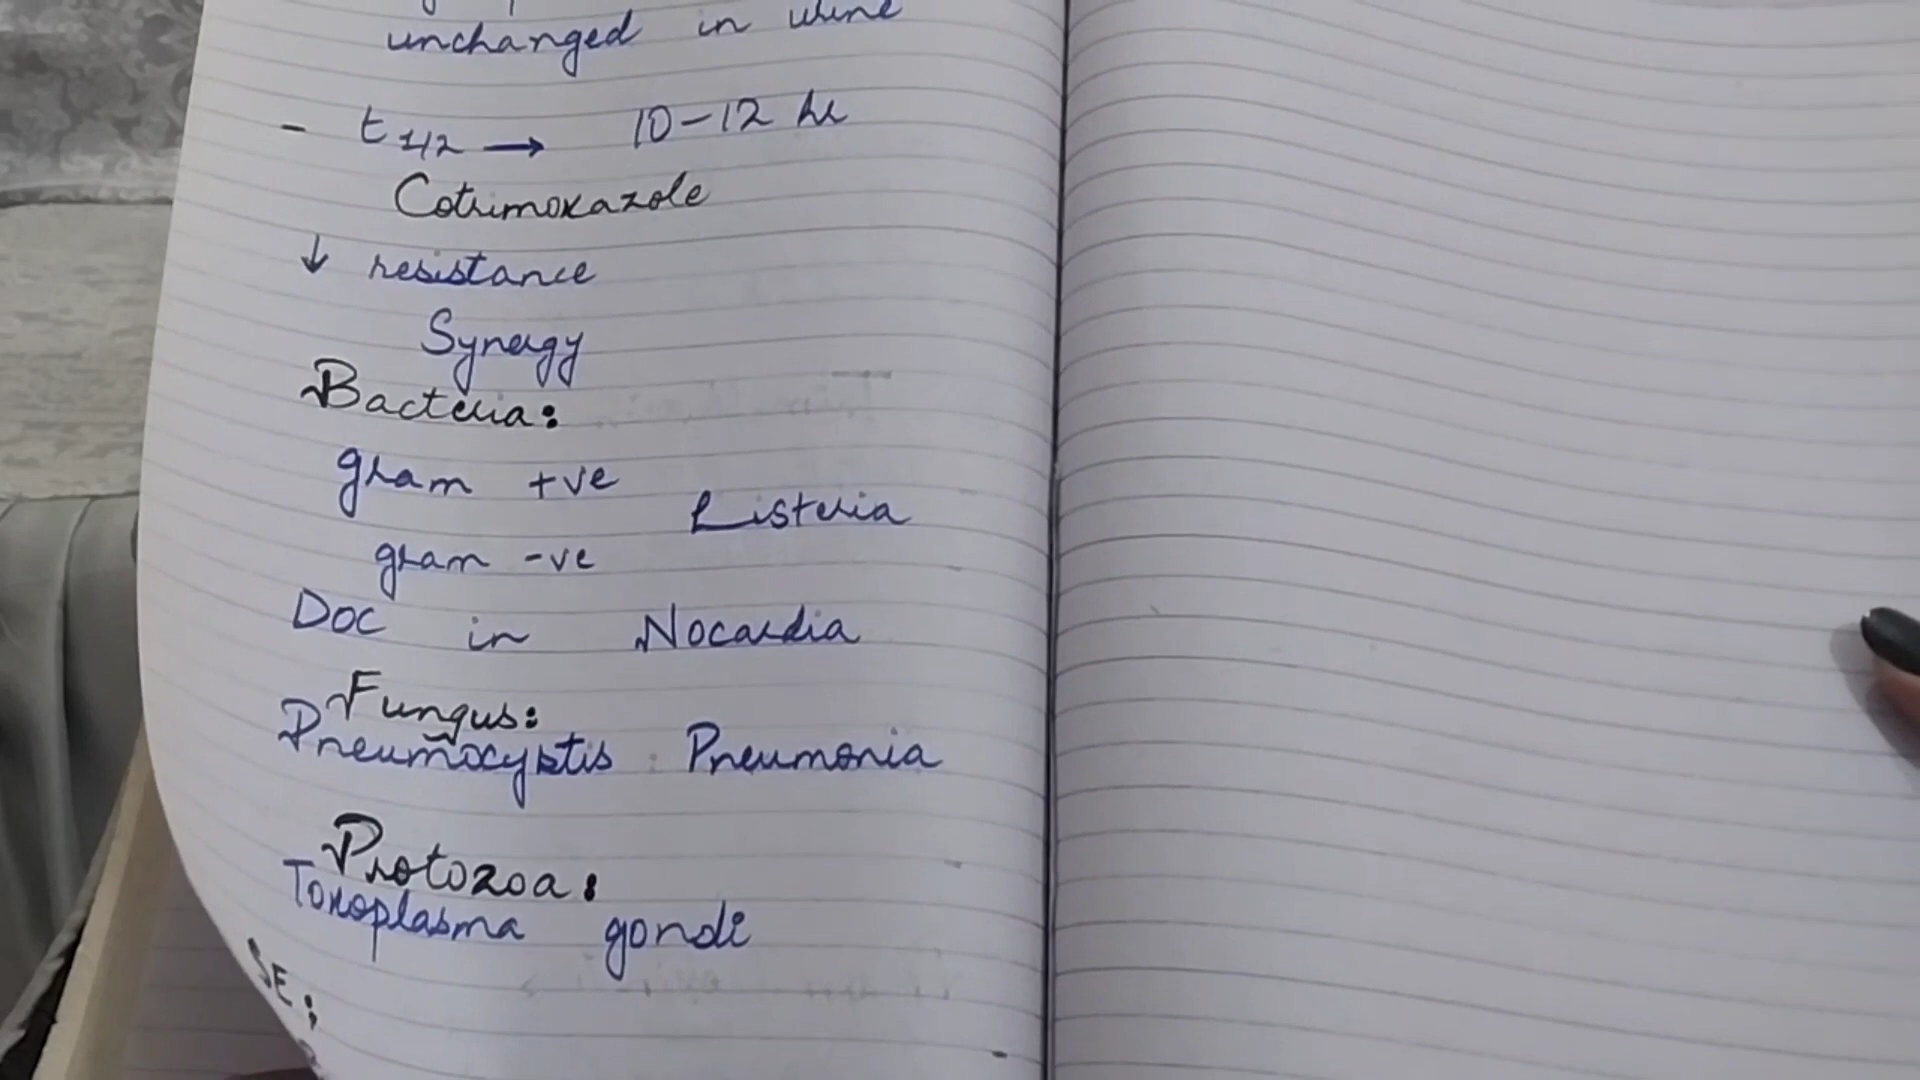 unchanged in urine
- t 1/2 → 10-12 hr
Cotrimoxazole
↓ resistance
Synergy
Bacteria:
gram +ve
Listeria
gram -ve
DOC in Nocardia
Fungus:
Pneumocystis Pneumonia
Protozoa:
Toxoplasma gondi
SE: